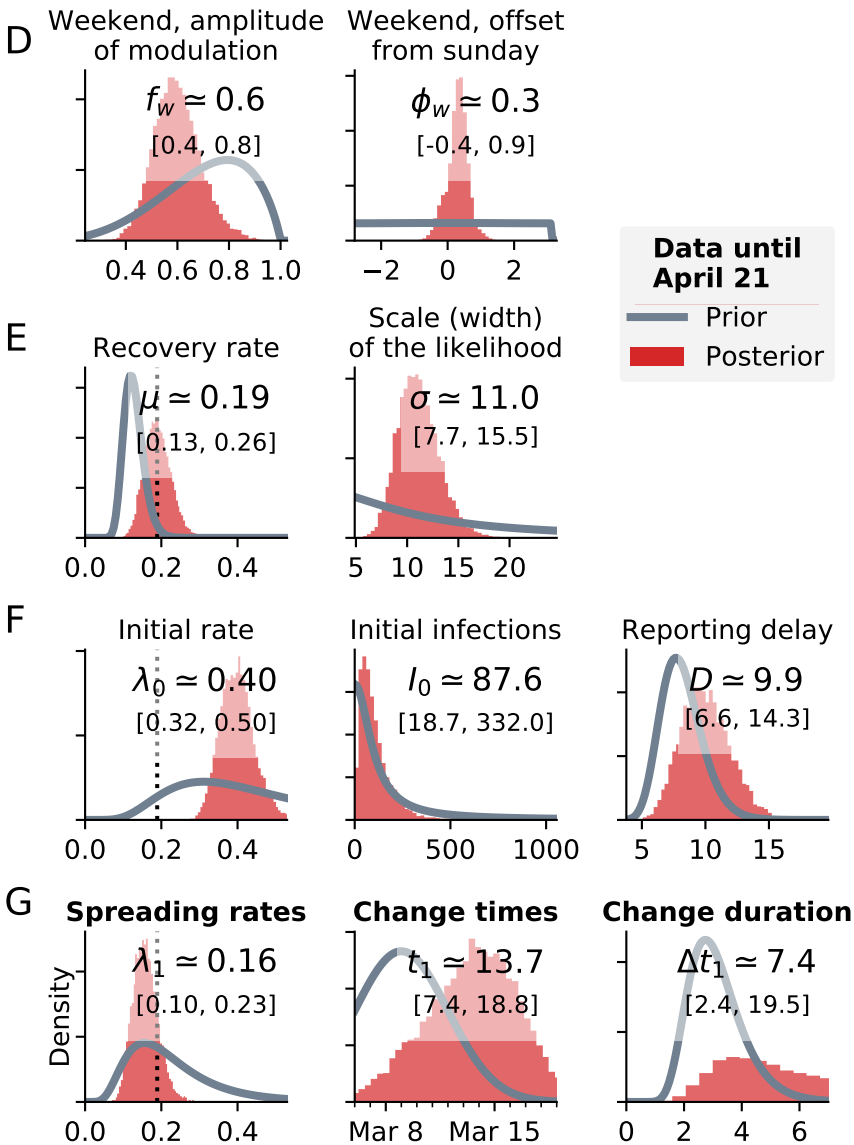 D
Weekend, amplitude
of modulation
f_w ≃ 0.6
[0.4, 0.8]
0.4 0.6 0.8 1.0
Weekend, offset
from sunday
ϕ_w ≃ 0.3
[-0.4, 0.9]
−2 0 2
Data until
April 21
Prior
Posterior
E
Recovery rate
μ ≃ 0.19
[0.13, 0.26]
0.0 0.2 0.4
Scale (width)
of the likelihood
σ ≃ 11.0
[7.7, 15.5]
5 10 15 20
F
Initial rate
λ₀ ≃ 0.40
[0.32, 0.50]
0.0 0.2 0.4
Initial infections
I₀ ≃ 87.6
[18.7, 332.0]
0 500 1000
Reporting delay
D ≃ 9.9
[6.6, 14.3]
5 10 15
G
Spreading rates
Density
λ₁ ≃ 0.16
[0.10, 0.23]
0.0 0.2 0.4
Change times
t₁ ≃ 13.7
[7.4, 18.8]
Mar 8 Mar 15
Change duration
Δt₁ ≃ 7.4
[2.4, 19.5]
0 2 4 6